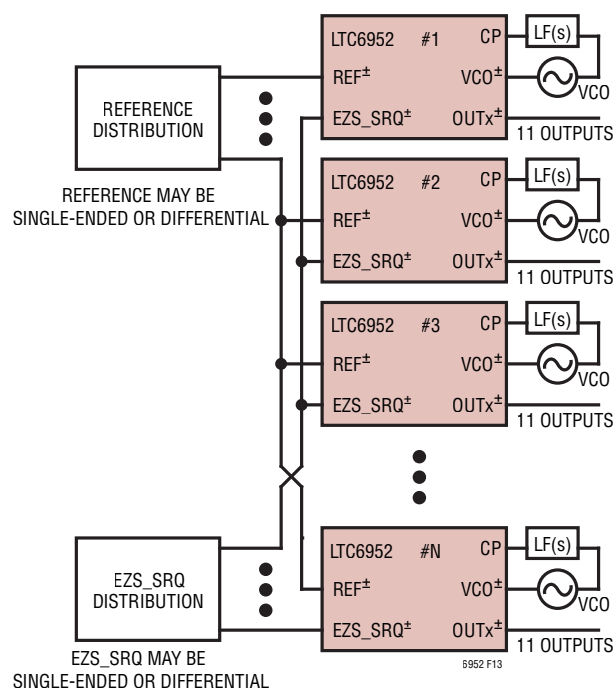 REFERENCE
DISTRIBUTION
REFERENCE MAY BE
SINGLE-ENDED OR DIFFERENTIAL
LTC6952 #1 CP
REF± VCO±
EZS_SRQ± OUTx±
LF(s)
VCO
11 OUTPUTS
LTC6952 #2 CP
REF± VCO±
EZS_SRQ± OUTx±
LF(s)
VCO
11 OUTPUTS
LTC6952 #3 CP
REF± VCO±
EZS_SRQ± OUTx±
LF(s)
VCO
11 OUTPUTS
EZS_SRQ
DISTRIBUTION
EZS_SRQ MAY BE
SINGLE-ENDED OR DIFFERENTIAL
LTC6952 #N CP
REF± VCO±
EZS_SRQ± OUTx±
LF(s)
VCO
11 OUTPUTS
6952 F13